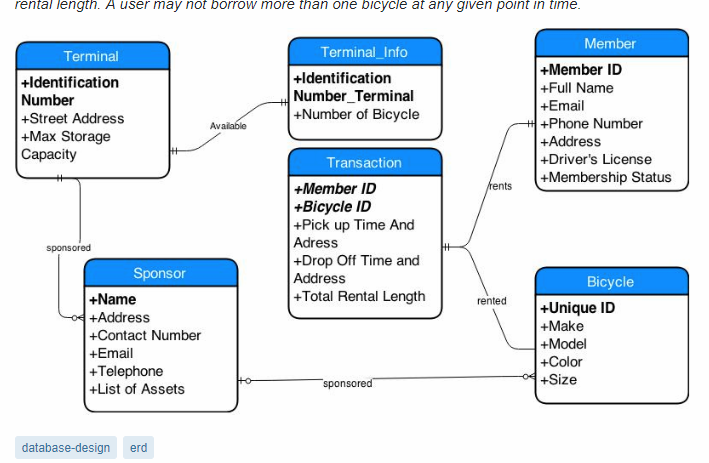 rental length. A user may not borrow more than one bicycle at any given point in time.
Terminal
+Identification
Number
+Street Address
+Max Storage
Capacity
Terminal_Info
+Identification
Number_Terminal
+Number of Bicycle
Member
+Member ID
+Full Name
+Email
+Phone Number
+Address
+Driver's License
+Membership Status
Available
Transaction
+Member ID
+Bicycle ID
+Pick up Time And
Adress
+Drop Off Time and
Address
+Total Rental Length
rents
sponsored
Sponsor
+Name
+Address
+Contact Number
+Email
+Telephone
+List of Assets
rented
Bicycle
+Unique ID
+Make
+Model
+Color
+Size
sponsored
database-design
erd